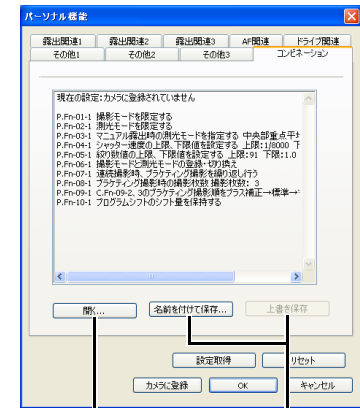 パーソナル機能
露出関連1 露出関連2 露出関連3 AF関連 ドライブ関連
その他1 その他2 その他3 コンビネーション
現在の設定:カメラに登録されていません
P.Fn-01-1 撮影モードを限定する
P.Fn-02-1 測光モードを限定する
P.Fn-03-1 マニュアル露出時の測光モードを指定する 中央部重点平均
P.Fn-04-1 シャッター速度の上限、下限値を設定する 上限:1/8000 下
P.Fn-05-1 絞り数値の上限、下限値を設定する 上限:91 下限:1.0
P.Fn-06-1 撮影モードと測光モードの登録・切り換え
P.Fn-07-1 連続撮影時、ブラケティング撮影を繰り返し行う
P.Fn-08-1 ブラケティング撮影時の撮影枚数 撮影枚数: 3
P.Fn-09-1 C.Fn-09-2、3のブラケティング撮影順をプラス補正→標準→
P.Fn-10-1 プログラムシフトのシフト量を保持する
開く... 名前を付けて保存... 上書き保存
設定取得 リセット
カメラに登録 OK キャンセル